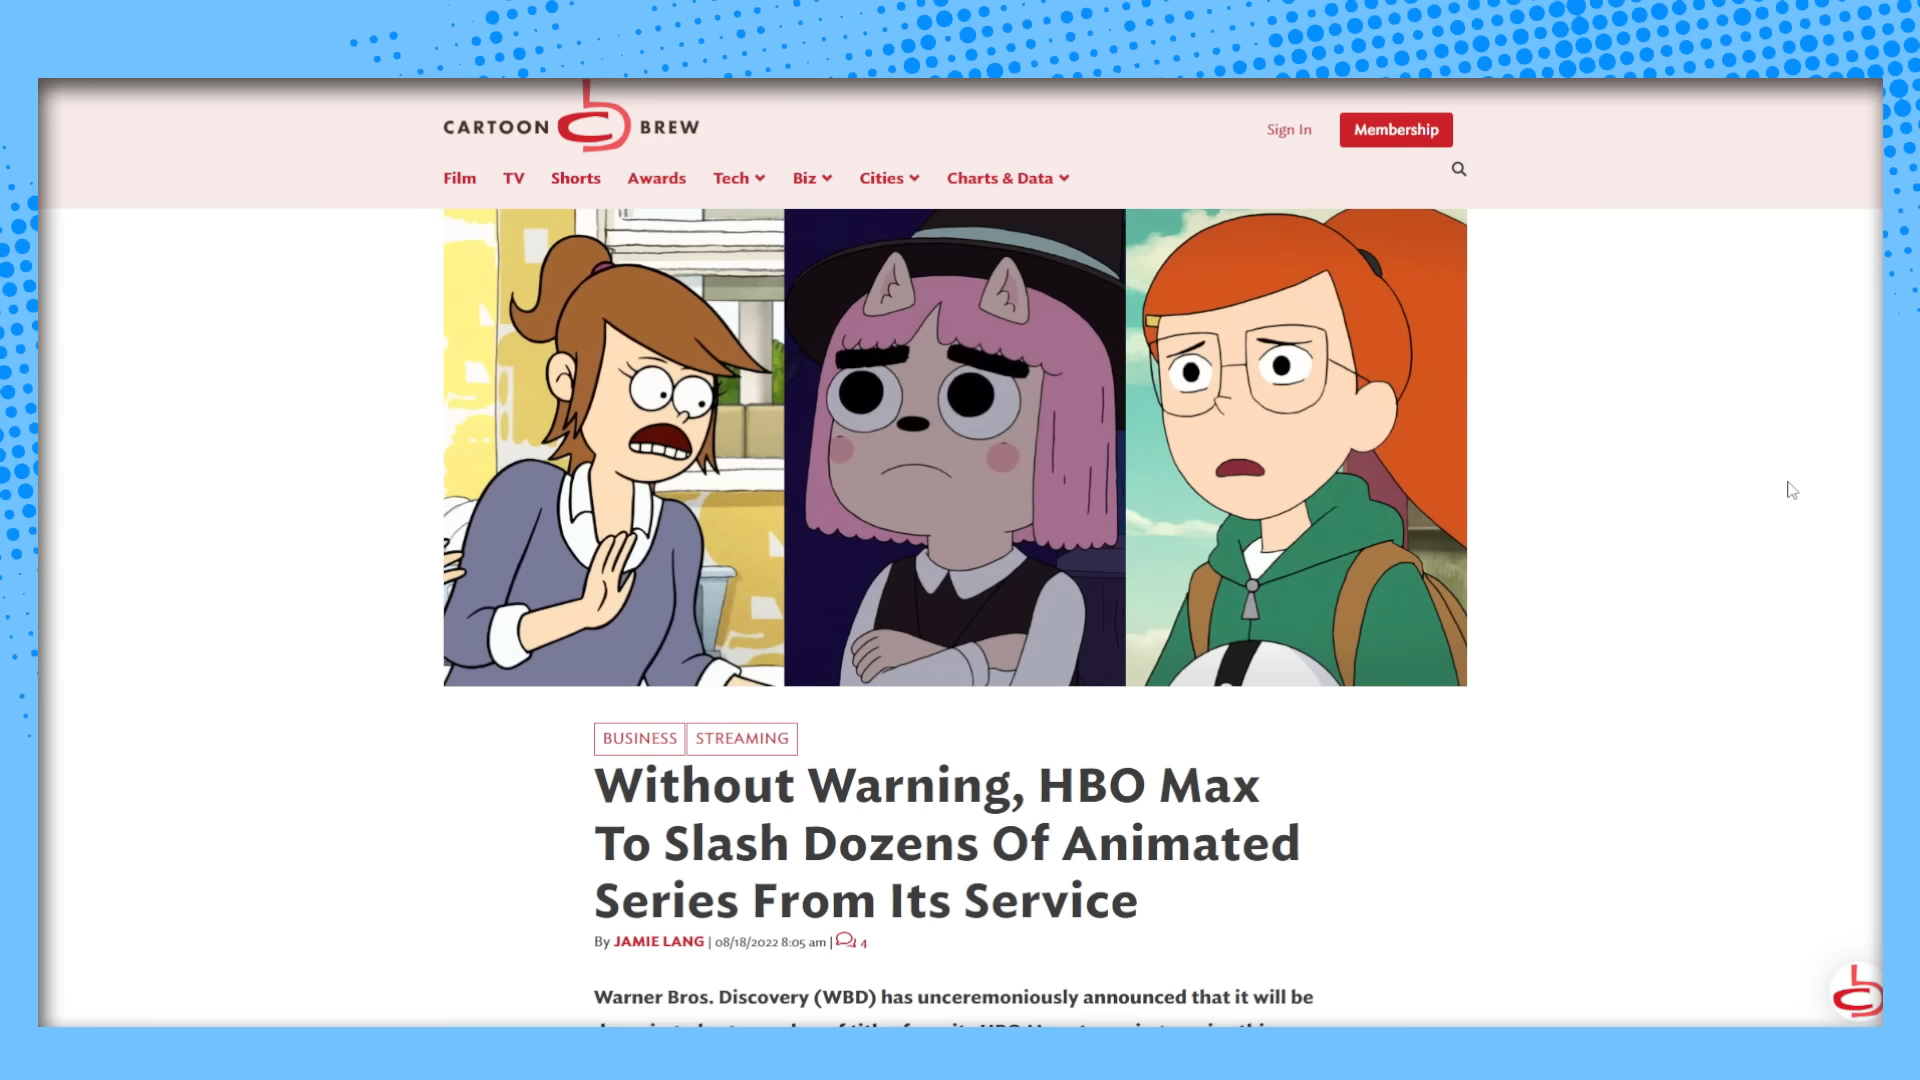 CARTOON BREW
Sign In
Membership
Film TV Shorts Awards Tech Biz Cities Charts & Data
BUSINESS STREAMING
Without Warning, HBO Max
To Slash Dozens Of Animated
Series From Its Service
By JAMIE LANG | 08/18/2022 8:05 am | 4
Warner Bros. Discovery (WBD) has unceremoniously announced that it will be